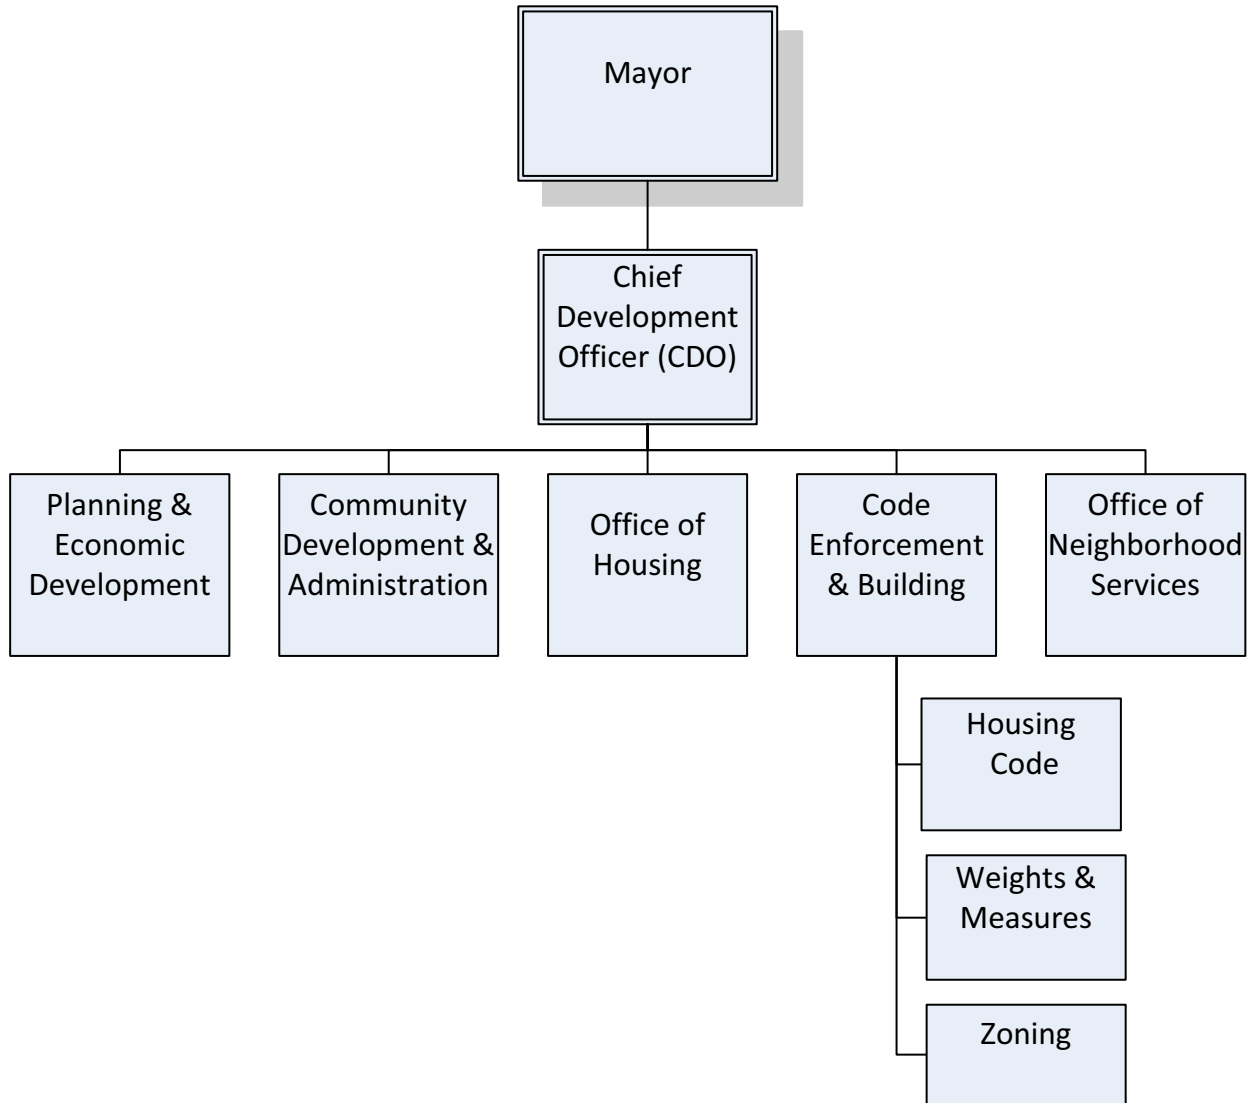 Mayor
Chief
Development
Officer (CDO)
Planning &
Economic
Development
Community
Development &
Administration
Office of
Housing
Code
Enforcement
& Building
Office of
Neighborhood
Services
Housing
Code
Weights &
Measures
Zoning